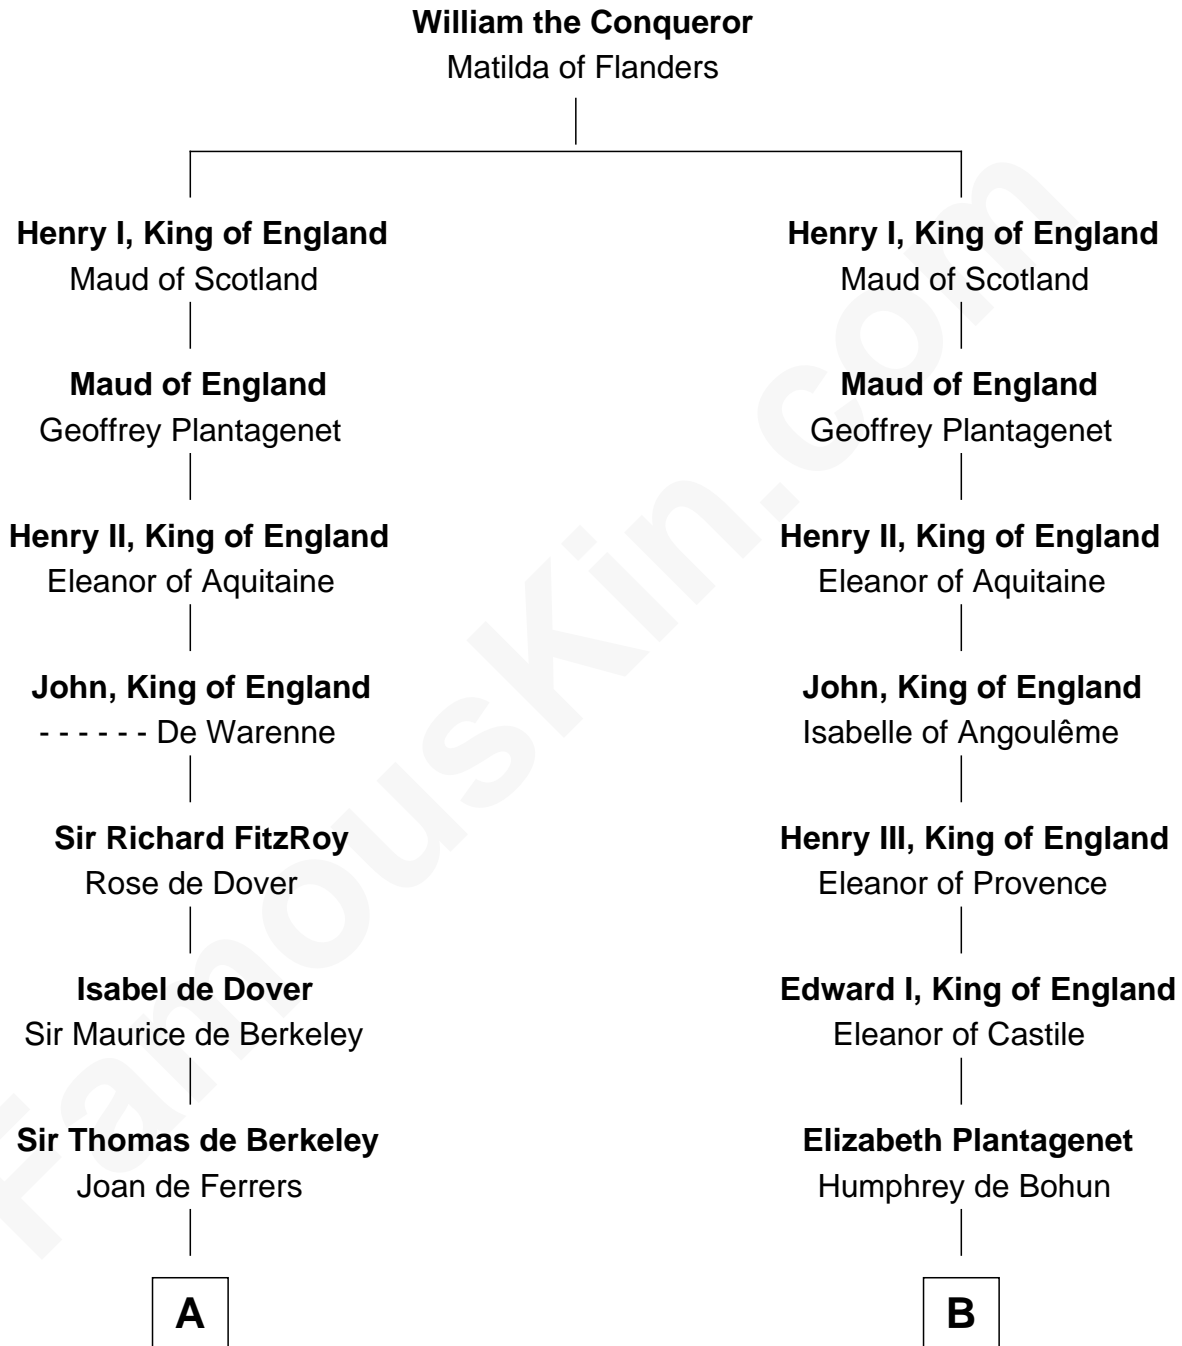 William the Conqueror
Matilda of Flanders
Henry I, King of England
Maud of Scotland
Maud of England
Geoffrey Plantagenet
Henry II, King of England
Eleanor of Aquitaine
John, King of England
- - - - - - De Warenne
Sir Richard FitzRoy
Rose de Dover
Isabel de Dover
Sir Maurice de Berkeley
Sir Thomas de Berkeley
Joan de Ferrers
A
Henry I, King of England
Maud of Scotland
Maud of England
Geoffrey Plantagenet
Henry II, King of England
Eleanor of Aquitaine
John, King of England
Isabelle of Angoulême
Henry III, King of England
Eleanor of Provence
Edward I, King of England
Eleanor of Castile
Elizabeth Plantagenet
Humphrey de Bohun
B
FamousKin.com